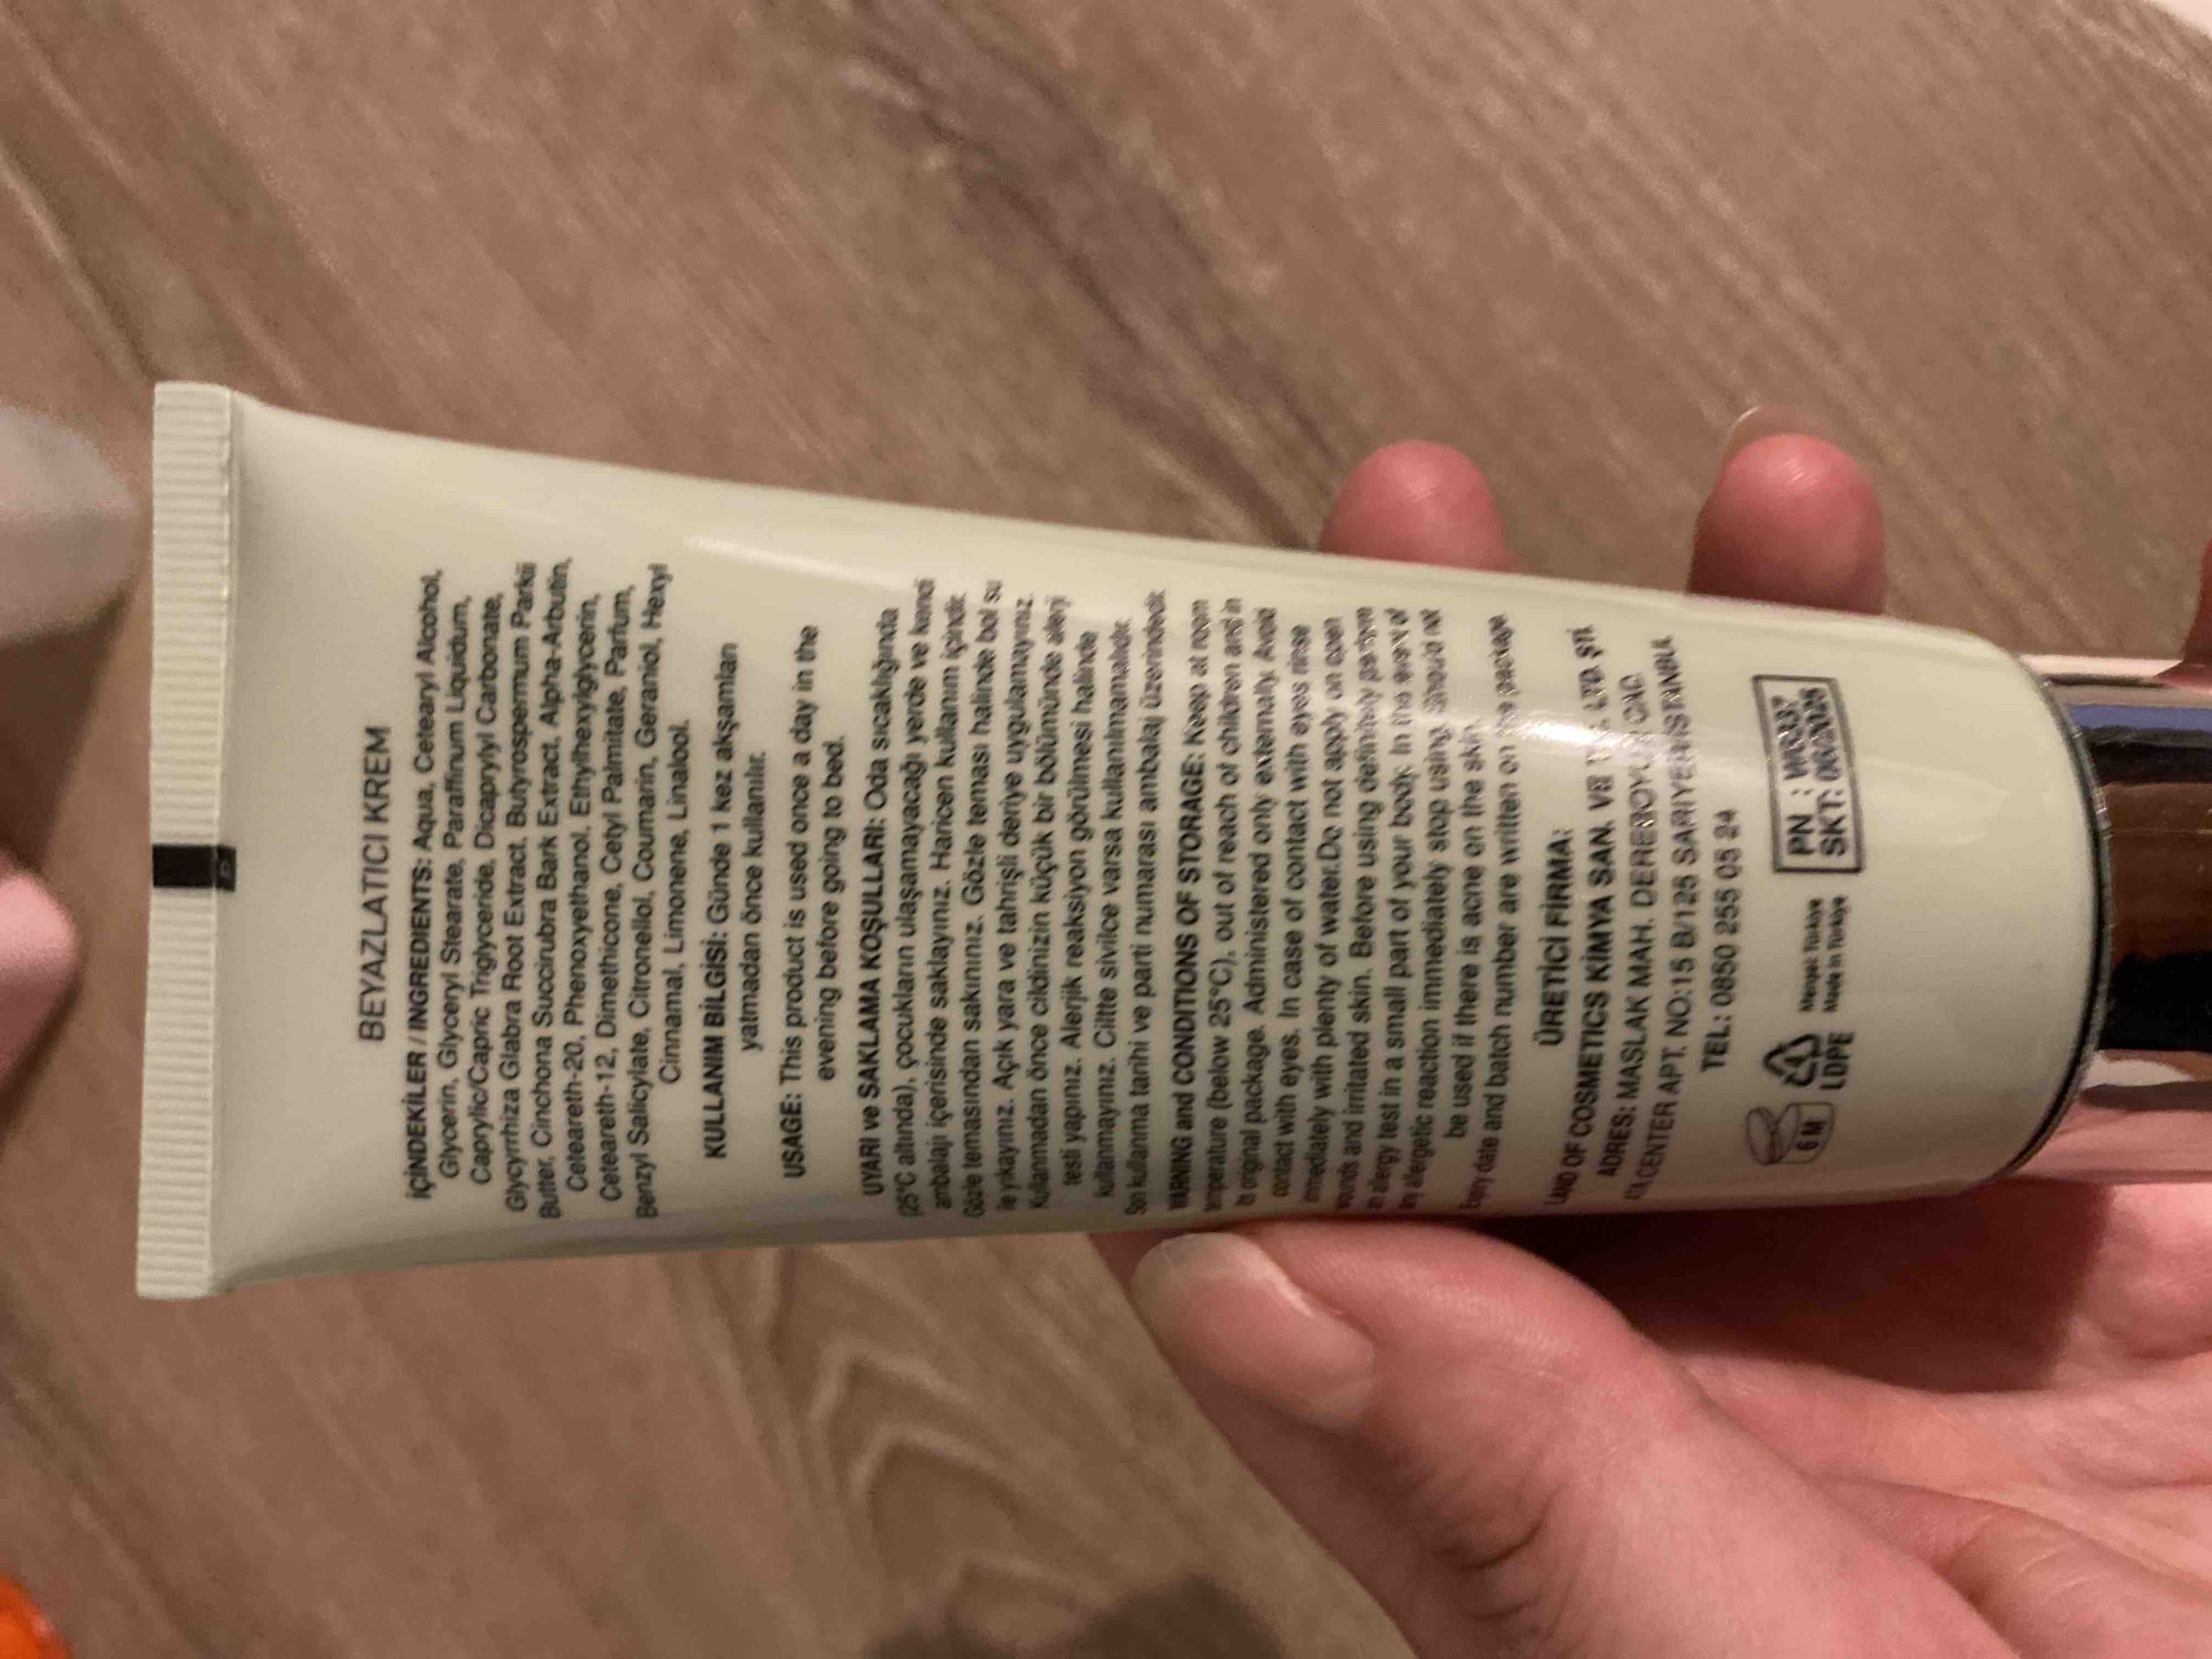 BEYAZLATICI KREM
İÇİNDEKİLER / INGREDIENTS: Aqua, Cetearyl Alcohol,
Glycerin, Glyceryl Stearate, Paraffinum Liquidum,
Caprylic/Capric Triglyceride, Dicaprylyl Carbonate,
Glycyrrhiza Glabra Root Extract, Butyrospermum Parkii
Butter, Cinchona Succirubra Bark Extract, Alpha-Arbutin,
Ceteareth-20, Phenoxyethanol, Ethylhexylglycerin,
Ceteareth-12, Dimethicone, Cetyl Palmitate, Parfum,
Benzyl Salicylate, Citronellol, Coumarin, Geraniol, Hexyl
Cinnamal, Limonene, Linalool.
KULLANIM BİLGİSİ: Günde 1 kez akşamları
yatmadan önce kullanılır.
USAGE: This product is used once a day in the
evening before going to bed.
UYARI ve SAKLAMA KOŞULLARI: Oda sıcaklığında
(25°C altında), çocukların ulaşamayacağı yerde ve kendi
ambalajı içerisinde saklayınız. Haricen kullanım içindir.
Gözle temasından sakınınız. Gözle teması halinde bol su
ile yıkayınız. Açık yara ve tahrişli deriye uygulamayınız.
Kullanmadan önce cildinizin küçük bir bölümünde alerji
testi yapınız. Alerjik reaksiyon görülmesi halinde
kullanmayınız. Ciltte sivilce varsa kullanılmamalıdır.
Son kullanma tarihi ve parti numarası ambalaj üzerindedir.
WARNING and CONDITIONS OF STORAGE: Keep at room
temperature (below 25°C), out of reach of children and in
its original package. Administered only externally. Avoid
contact with eyes. In case of contact with eyes rinse
immediately with plenty of water.Do not apply on open
wounds and irritated skin. Before using definitely perform
an allergy test in a small part of your body. In the event of
any alergetic reaction immediately stop using. Should not
be used if there is acne on the skin.
Expiry date and batch number are written on the package
ÜRETİCİ FİRMA:
LAND OF COSMETICS KİMYA SAN. VE TİC. LTD. ŞTİ.
ADRES: MASLAK MAH. DEREBOYU CAD.
CENTER APT. NO:15 B/125 SARIYER/İSTANBUL
TEL: 0850 255 05 24
6 M
4
LDPE
Menşei: Türkiye
Made in Türkiye
PN :
SKT: